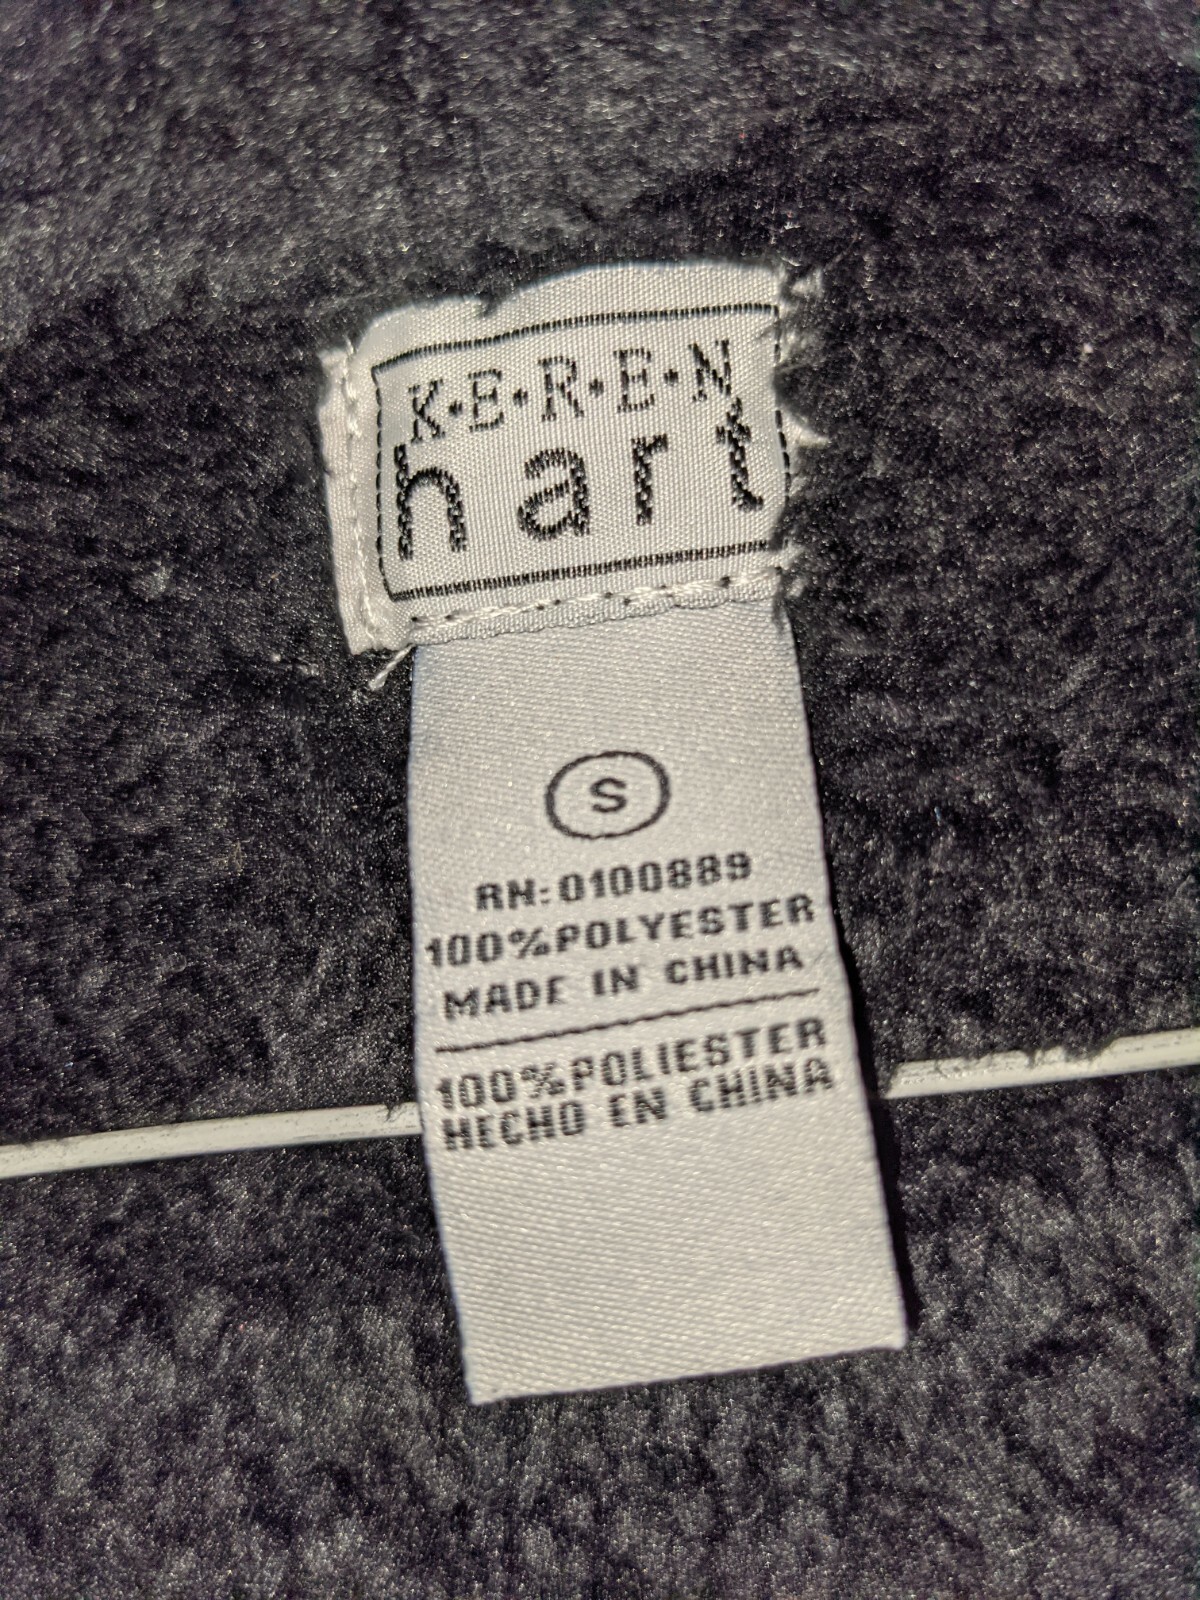 K·E·R·E·N
hart
S
RN:0100889
100%POLYESTER
MADE IN CHINA
100%POLIESTER
HECHO EN CHINA